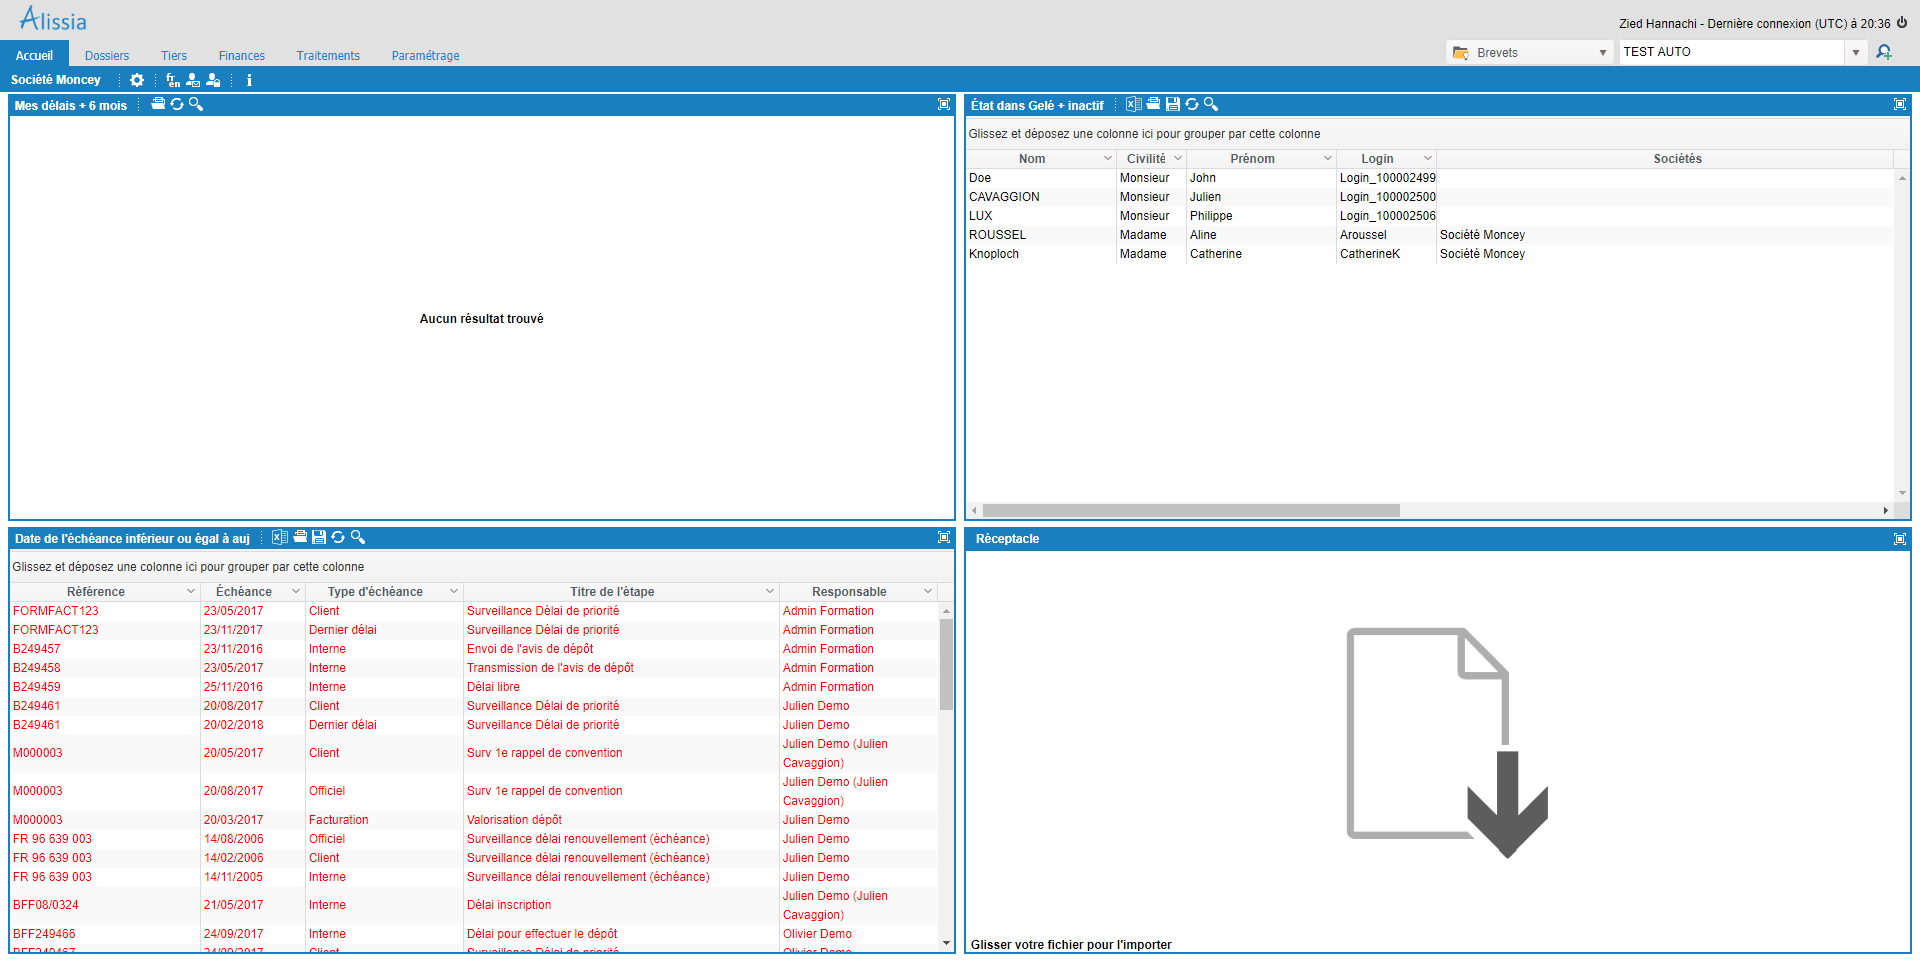 Alissia
Zied Hannachi - Dernière connexion (UTC) à 20:36
Accueil Dossiers Tiers Finances Traitements Paramétrage
Brevets TEST AUTO
Société Moncey fr en i
Mes délais + 6 mois
Aucun résultat trouvé
État dans Gelé + inactif
Glissez et déposez une colonne ici pour grouper par cette colonne
Nom Civilité Prénom Login Sociétés
Doe Monsieur John Login_100002499
CAVAGGION Monsieur Julien Login_100002500
LUX Monsieur Philippe Login_100002506
ROUSSEL Madame Aline Aroussel Société Moncey
Knoploch Madame Catherine CatherineK Société Moncey
Date de l'échéance inférieur ou égal à auj
Glissez et déposez une colonne ici pour grouper par cette colonne
Référence Échéance Type d'échéance Titre de l'étape Responsable
FORMFACT123 23/05/2017 Client Surveillance Délai de priorité Admin Formation
FORMFACT123 23/11/2017 Dernier délai Surveillance Délai de priorité Admin Formation
B249457 23/11/2016 Interne Envoi de l'avis de dépôt Admin Formation
B249458 23/05/2017 Interne Transmission de l'avis de dépôt Admin Formation
B249459 25/11/2016 Interne Délai libre Admin Formation
B249461 20/08/2017 Client Surveillance Délai de priorité Julien Demo
B249461 20/02/2018 Dernier délai Surveillance Délai de priorité Julien Demo
M000003 20/05/2017 Client Surv 1e rappel de convention Julien Demo (Julien
Cavaggion)
M000003 20/08/2017 Officiel Surv 1e rappel de convention Julien Demo (Julien
Cavaggion)
M000003 20/03/2017 Facturation Valorisation dépôt Julien Demo
FR 96 639 003 14/08/2006 Officiel Surveillance délai renouvellement (échéance) Julien Demo
FR 96 639 003 14/02/2006 Client Surveillance délai renouvellement (échéance) Julien Demo
FR 96 639 003 14/11/2005 Interne Surveillance délai renouvellement (échéance) Julien Demo
BFF08/0324 21/05/2017 Interne Délai inscription Julien Demo (Julien
Cavaggion)
BFF249466 24/09/2017 Interne Délai pour effectuer le dépôt Olivier Demo
BFF249467 24/09/2017 Client Surveillance Délai de priorité Olivier Demo
Réceptacle
Glisser votre fichier pour l'importer